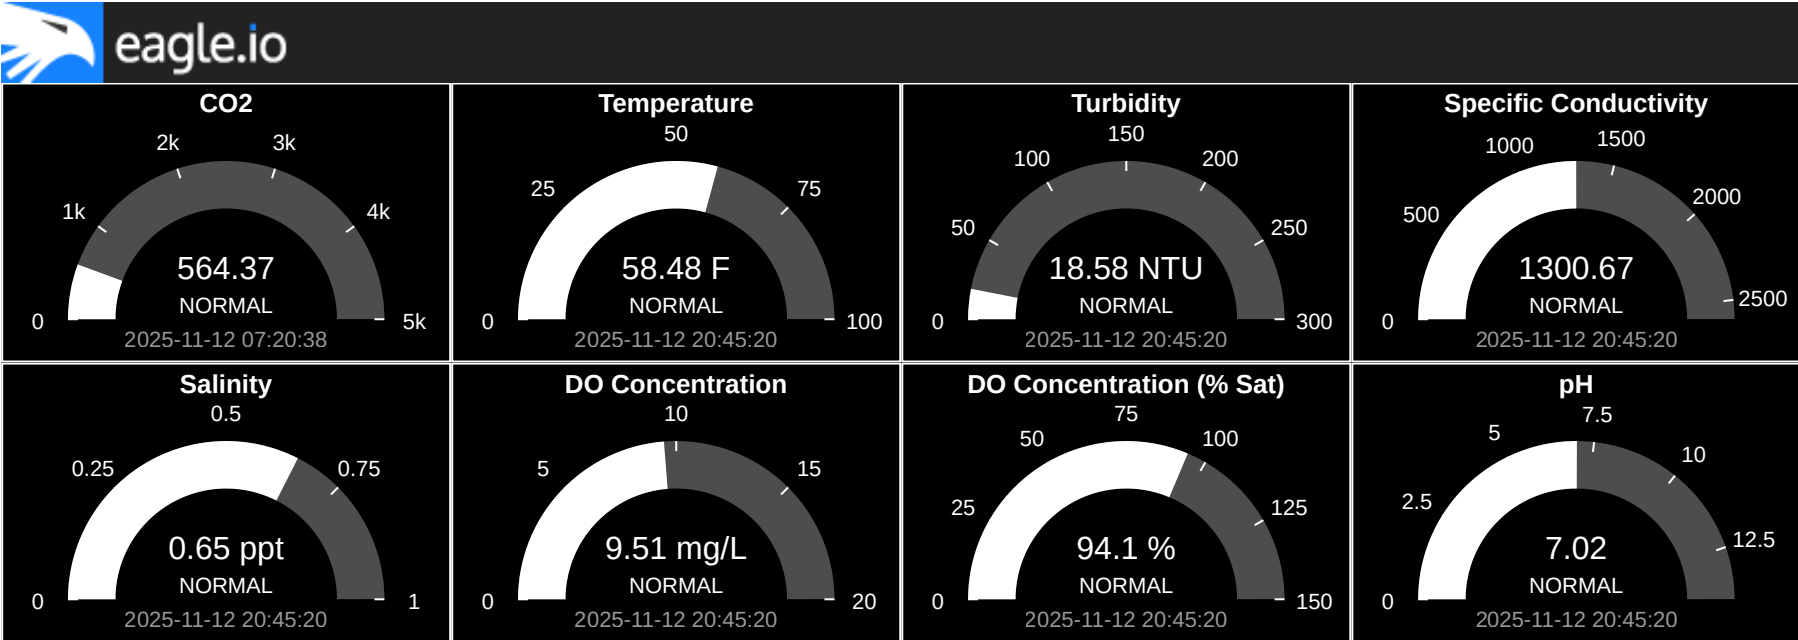 eagle.io
CO2
0
1k
2k
3k
4k
5k
564.37
NORMAL
2025-11-12 07:20:38
Temperature
0
25
50
75
100
58.48 F
NORMAL
2025-11-12 20:45:20
Turbidity
0
50
100
150
200
250
300
18.58 NTU
NORMAL
2025-11-12 20:45:20
Specific Conductivity
0
500
1000
1500
2000
2500
1300.67
NORMAL
2025-11-12 20:45:20
Salinity
0
0.25
0.5
0.75
1
0.65 ppt
NORMAL
2025-11-12 20:45:20
DO Concentration
0
5
10
15
20
9.51 mg/L
NORMAL
2025-11-12 20:45:20
DO Concentration (% Sat)
0
25
50
75
100
125
150
94.1 %
NORMAL
2025-11-12 20:45:20
pH
0
2.5
5
7.5
10
12.5
7.02
NORMAL
2025-11-12 20:45:20